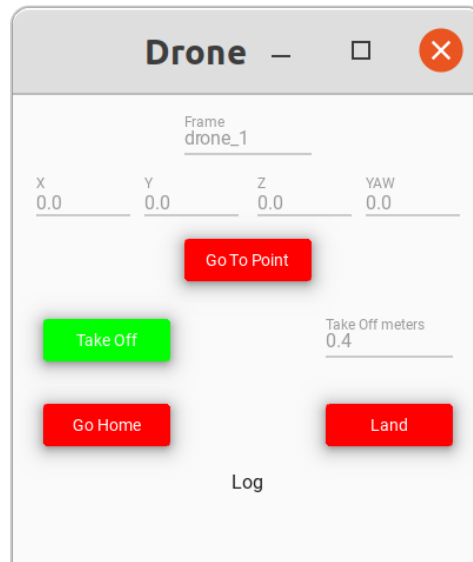 Drone
Frame
drone_1
X Y Z YAW
0.0 0.0 0.0 0.0
Go To Point
Take Off
Take Off meters
0.4
Go Home Land
Log